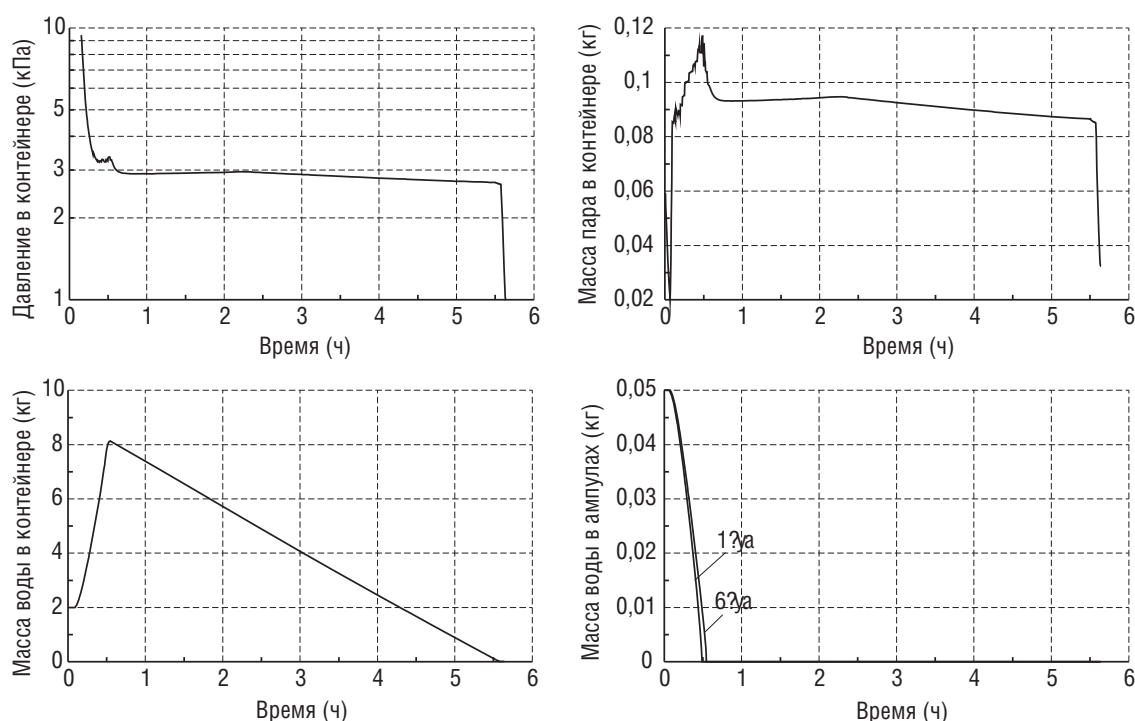 Давление в контейнере (кПа)
10
5
3
2
1
0 1 2 3 4 5 6
Время (ч)
Масса пара в контейнере (кг)
0,12
0,1
0,08
0,06
0,04
0,02
0 1 2 3 4 5 6
Время (ч)
Масса воды в контейнере (кг)
10
8
6
4
2
0
0 1 2 3 4 5 6
Время (ч)
Масса воды в ампулах (кг)
0,05
0,04
0,03
0,02
0,01
0
1?уа
6?уа
0 1 2 3 4 5 6
Время (ч)